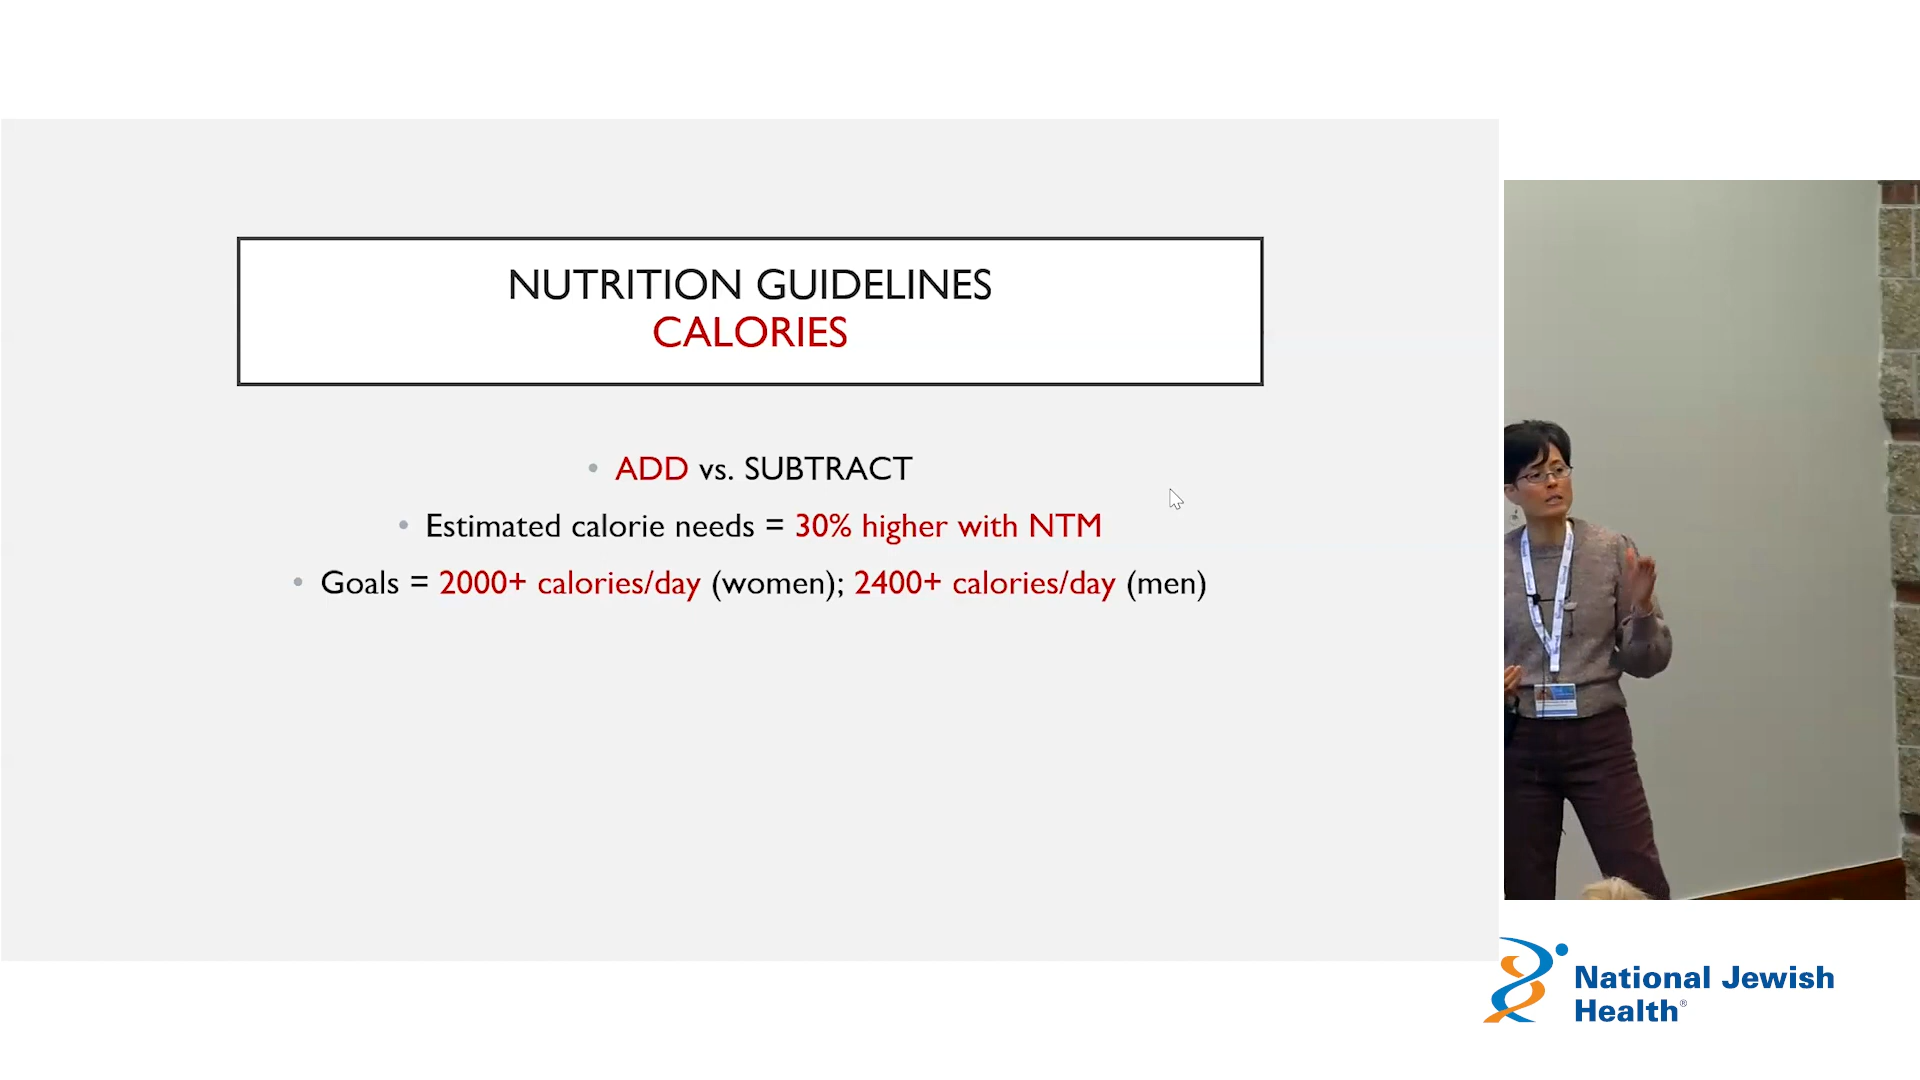 NUTRITION GUIDELINES
CALORIES
• ADD vs. SUBTRACT
• Estimated calorie needs = 30% higher with NTM
• Goals = 2000+ calories/day (women); 2400+ calories/day (men)
National Jewish
Health®